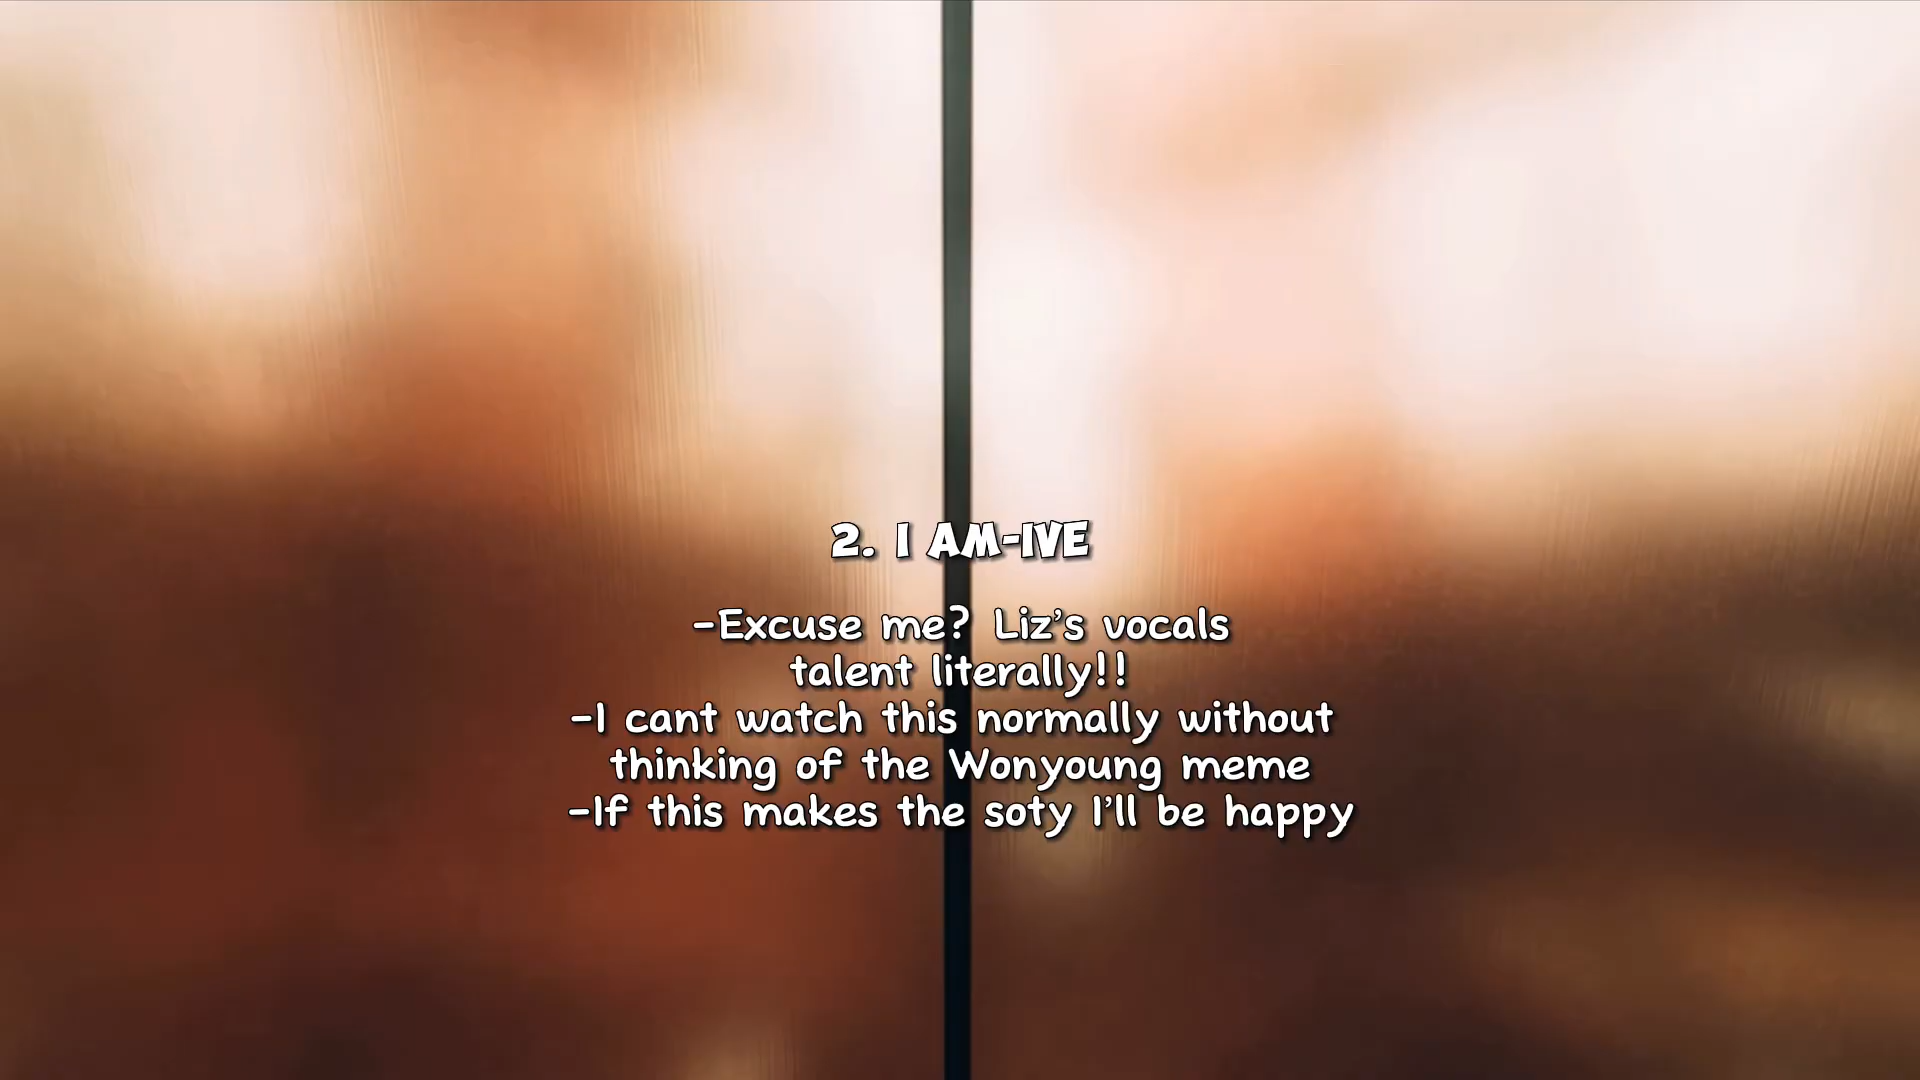 2. I AM-IVE
-Excuse me? Liz's vocals
talent literally!!
-I cant watch this normally without
thinking of the Wonyoung meme
-If this makes the soty I'll be happy